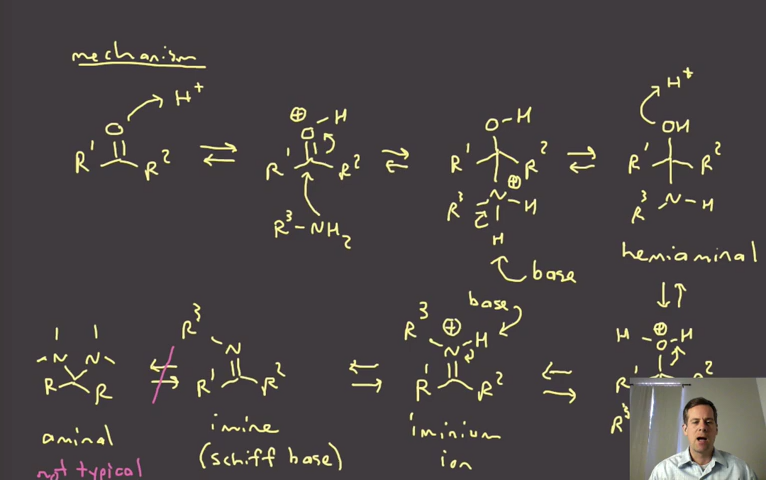 mechanism
H+
O
R1 R2
⊕
O-H
R1 R2
R3-NH2
O-H
R1 R2
⊕
R3 N-H
H
base
H+
OH
R1 R2
R3 N-H
hemiaminal
base
R3 ⊕
N H
R1 R2
iminium
ion
R3
N
R1 R2
imine
(schiff base)
N N
R R
aminal
not typical
H ⊕ H
O
R1 R2
R3